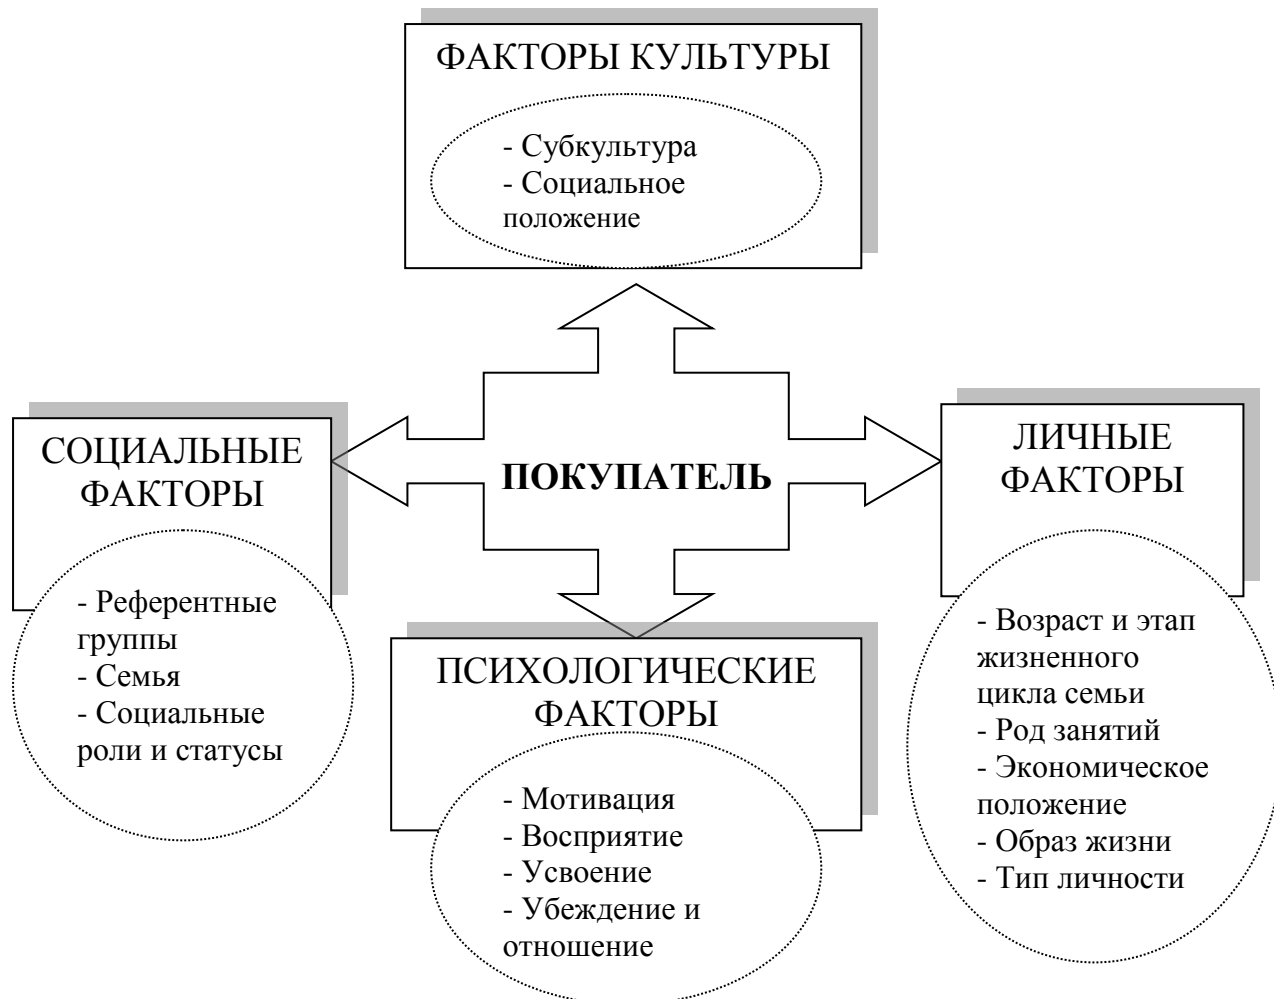 ФАКТОРЫ КУЛЬТУРЫ
- Субкультура
- Социальное
положение
СОЦИАЛЬНЫЕ
ФАКТОРЫ
- Референтные
группы
- Семья
- Социальные
роли и статусы
ПОКУПАТЕЛЬ
ЛИЧНЫЕ
ФАКТОРЫ
- Возраст и этап
жизненного
цикла семьи
- Род занятий
- Экономическое
положение
- Образ жизни
- Тип личности
ПСИХОЛОГИЧЕСКИЕ
ФАКТОРЫ
- Мотивация
- Восприятие
- Усвоение
- Убеждение и
отношение